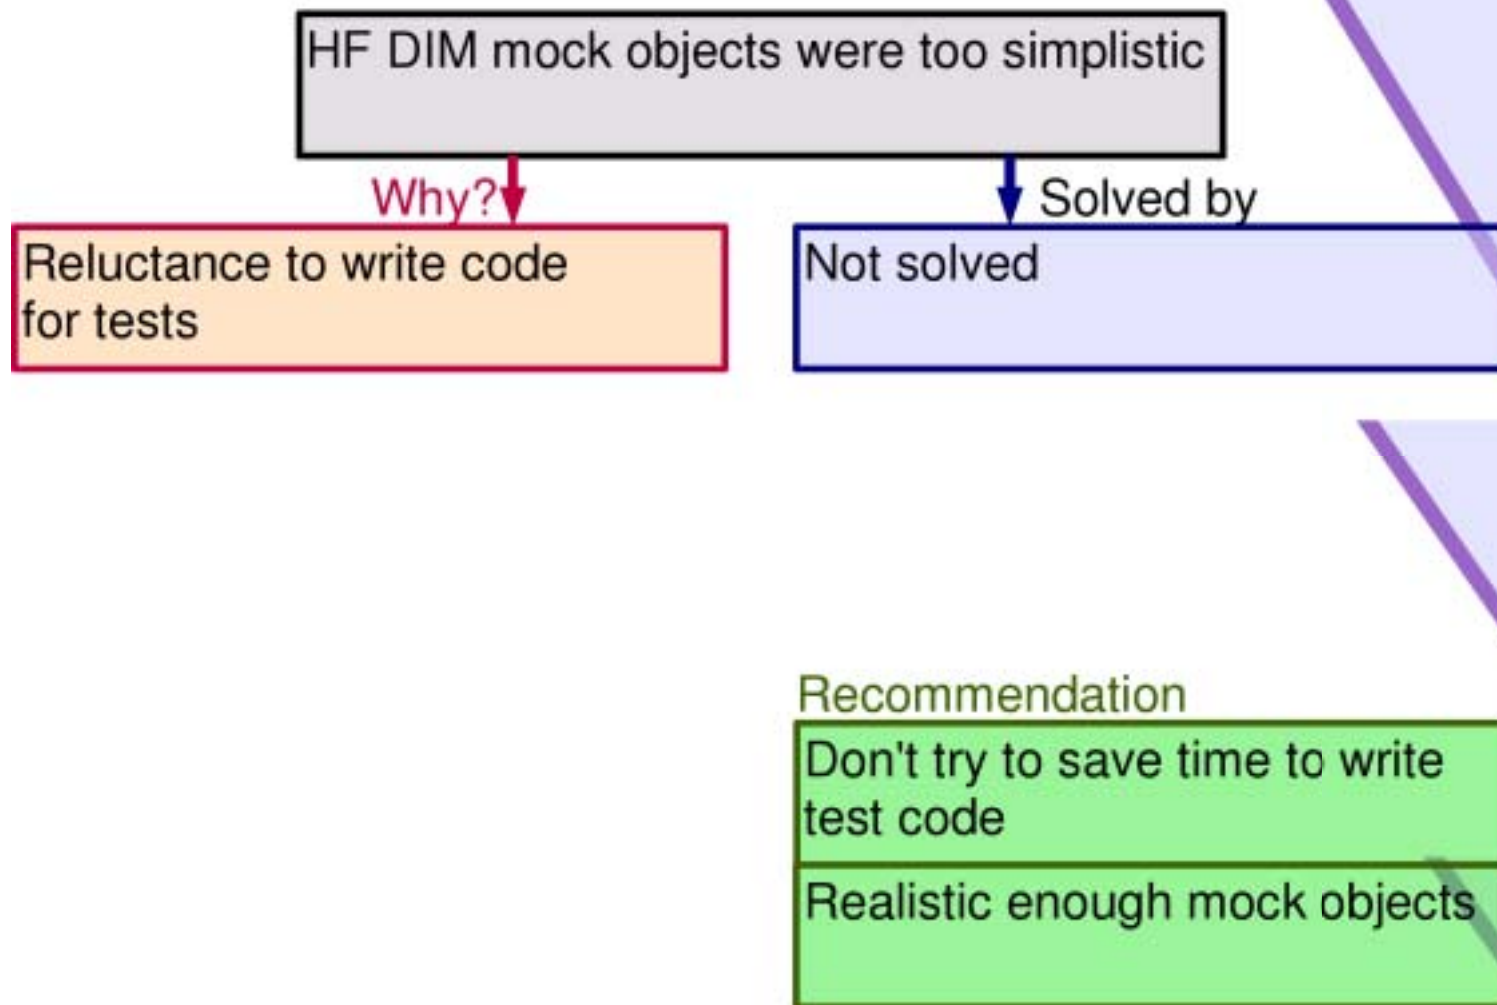 HF DIM mock objects were too simplistic
Why?
Solved by
Reluctance to write code
for tests
Not solved
Recommendation
Don't try to save time to write
test code
Realistic enough mock objects